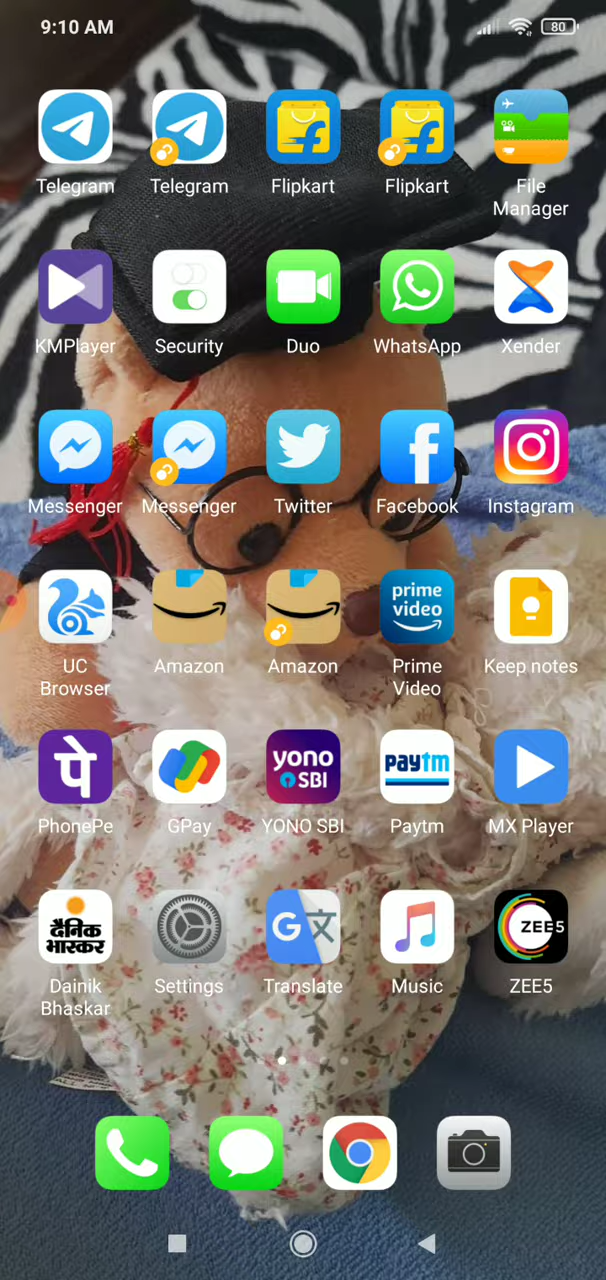 9:10 AM
80
Telegram
Telegram
Flipkart
Flipkart
File
Manager
KMPlayer
Security
Duo
WhatsApp
Xender
Messenger
Messenger
Twitter
Facebook
Instagram
prime
video
UC
Browser
Amazon
Amazon
Prime
Video
Keep notes
पे
yono
SBI
paytm
PhonePe
GPay
YONO SBI
Paytm
MX Player
दैनिक
भास्कर
G文
ZEE5
Dainik
Bhaskar
Settings
Translate
Music
ZEE5